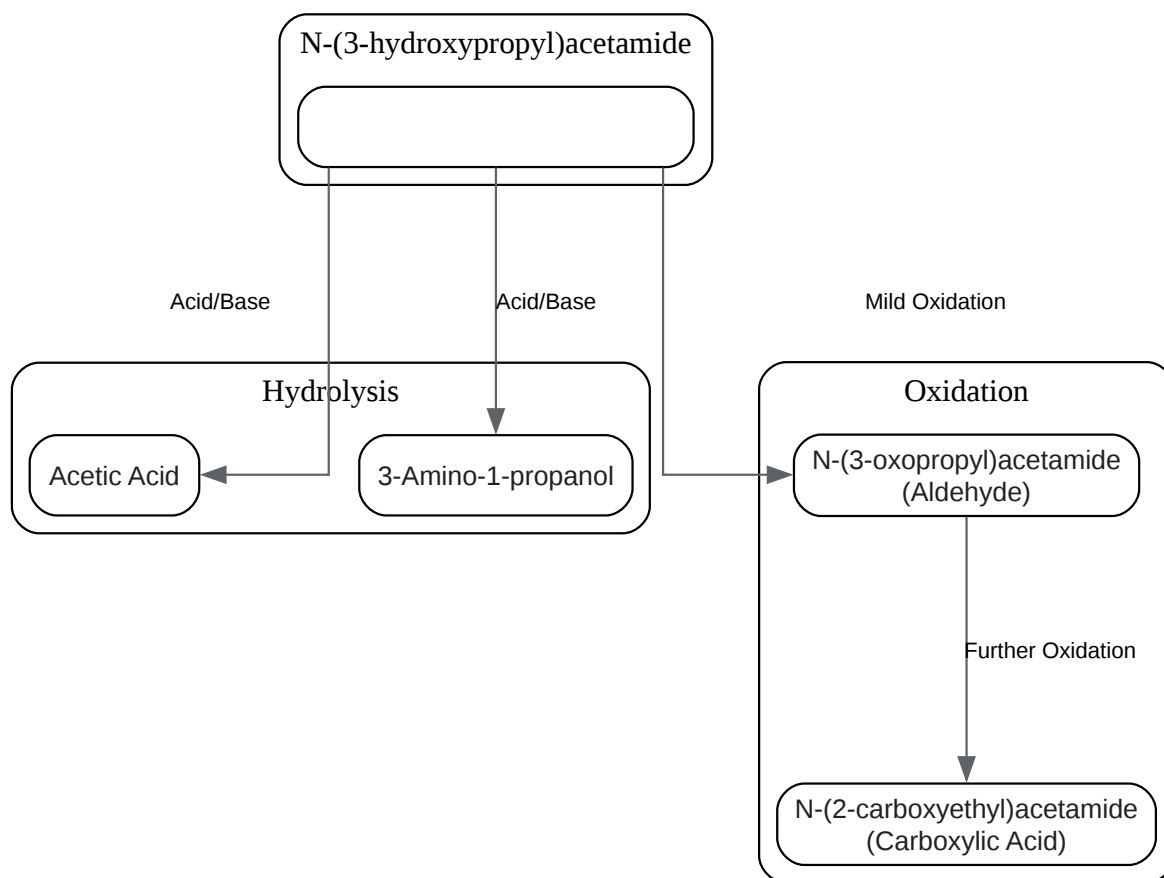 N-(3-hydroxypropyl)acetamide
Acid/Base
Acid/Base
Mild Oxidation
Hydrolysis
Oxidation
Acetic Acid
3-Amino-1-propanol
N-(3-oxopropyl)acetamide
(Aldehyde)
Further Oxidation
N-(2-carboxyethyl)acetamide
(Carboxylic Acid)